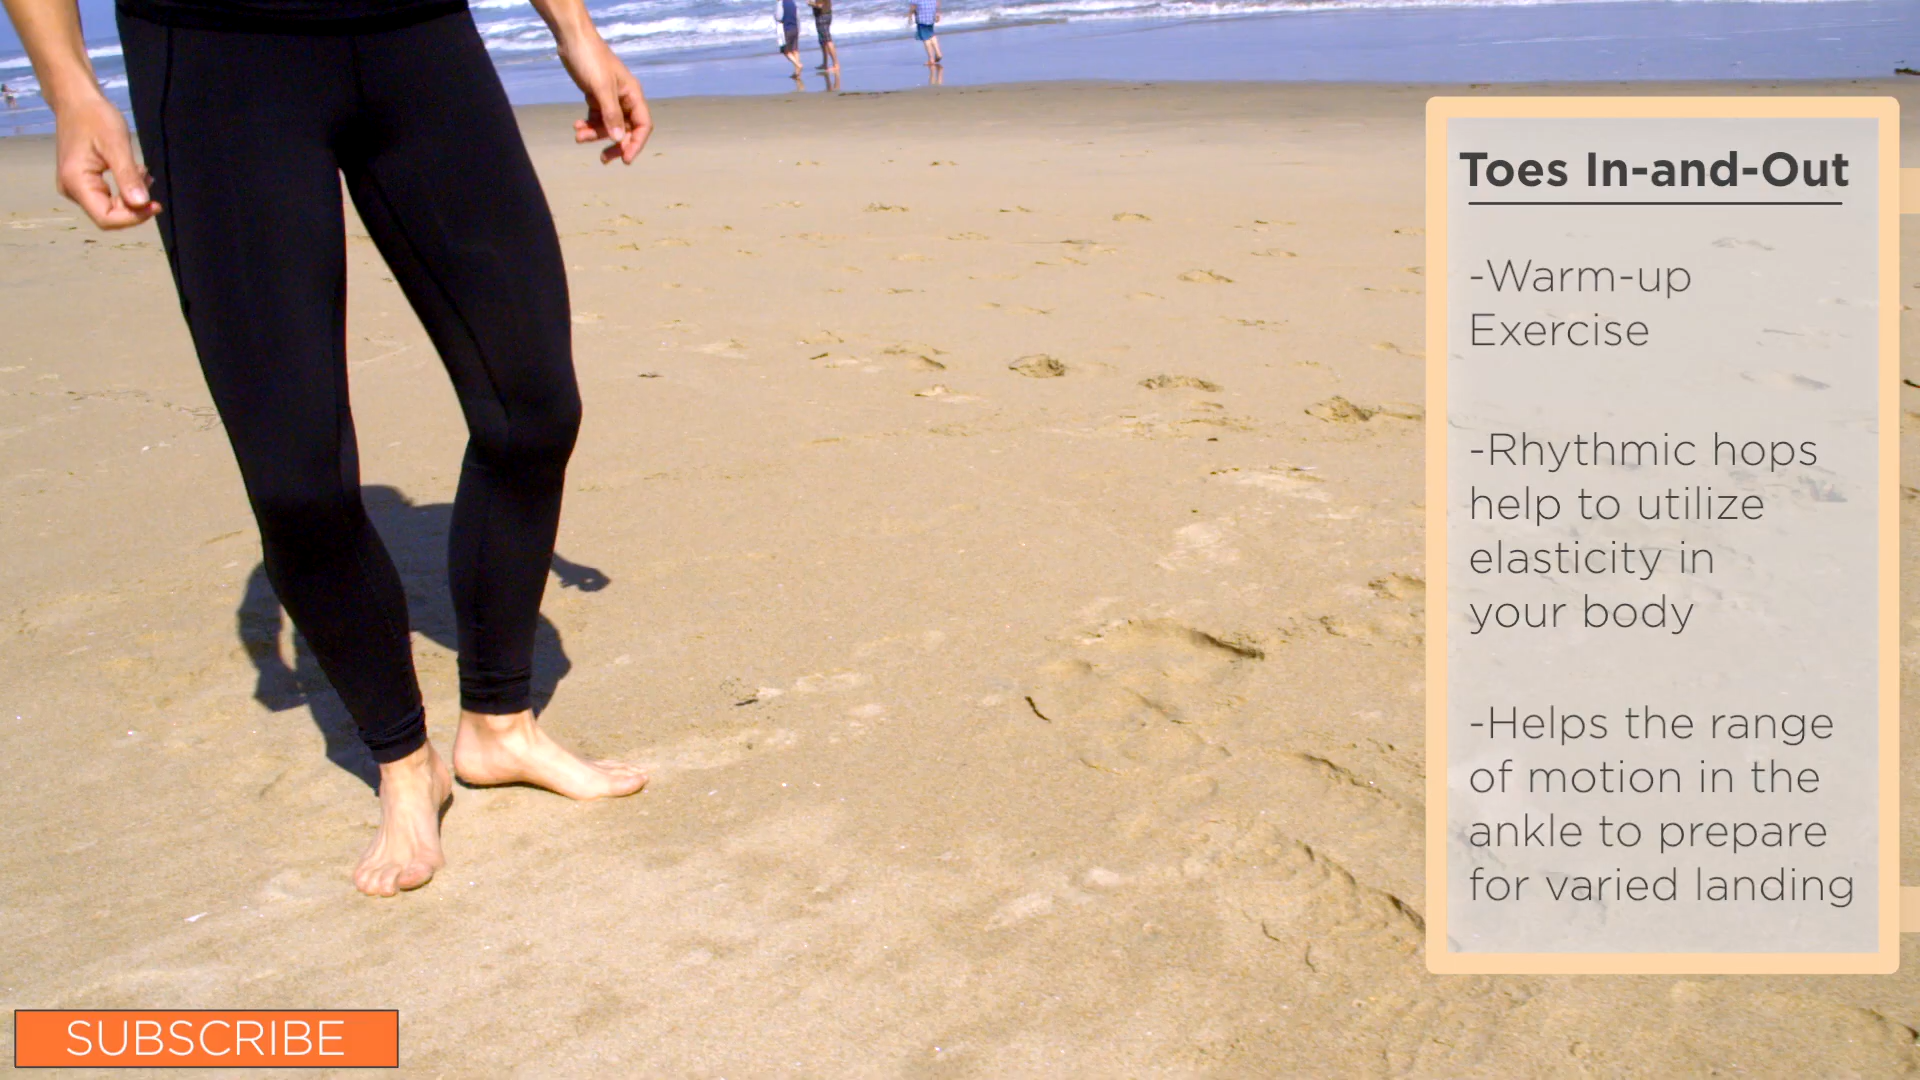 Toes In-and-Out
-Warm-up
Exercise
-Rhythmic hops
help to utilize
elasticity in
your body
-Helps the range
of motion in the
ankle to prepare
for varied landing
SUBSCRIBE